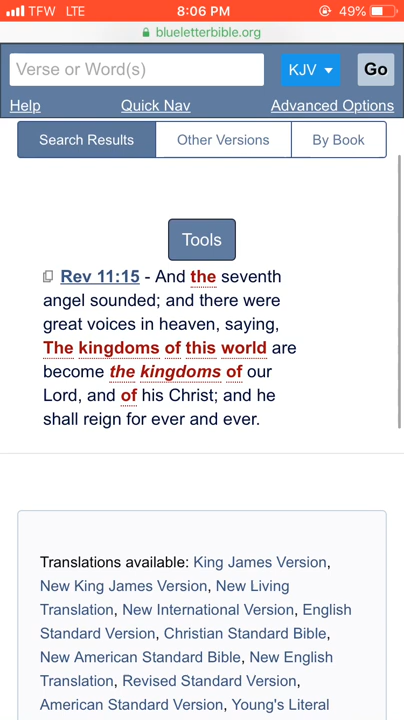 TFW LTE 8:06 PM 49%
blueletterbible.org
Verse or Word(s) KJV Go
Help Quick Nav Advanced Options
Search Results Other Versions By Book
Tools
Rev 11:15 - And the seventh
angel sounded; and there were
great voices in heaven, saying,
The kingdoms of this world are
become the kingdoms of our
Lord, and of his Christ; and he
shall reign for ever and ever.
Translations available: King James Version,
New King James Version, New Living
Translation, New International Version, English
Standard Version, Christian Standard Bible,
New American Standard Bible, New English
Translation, Revised Standard Version,
American Standard Version, Young's Literal